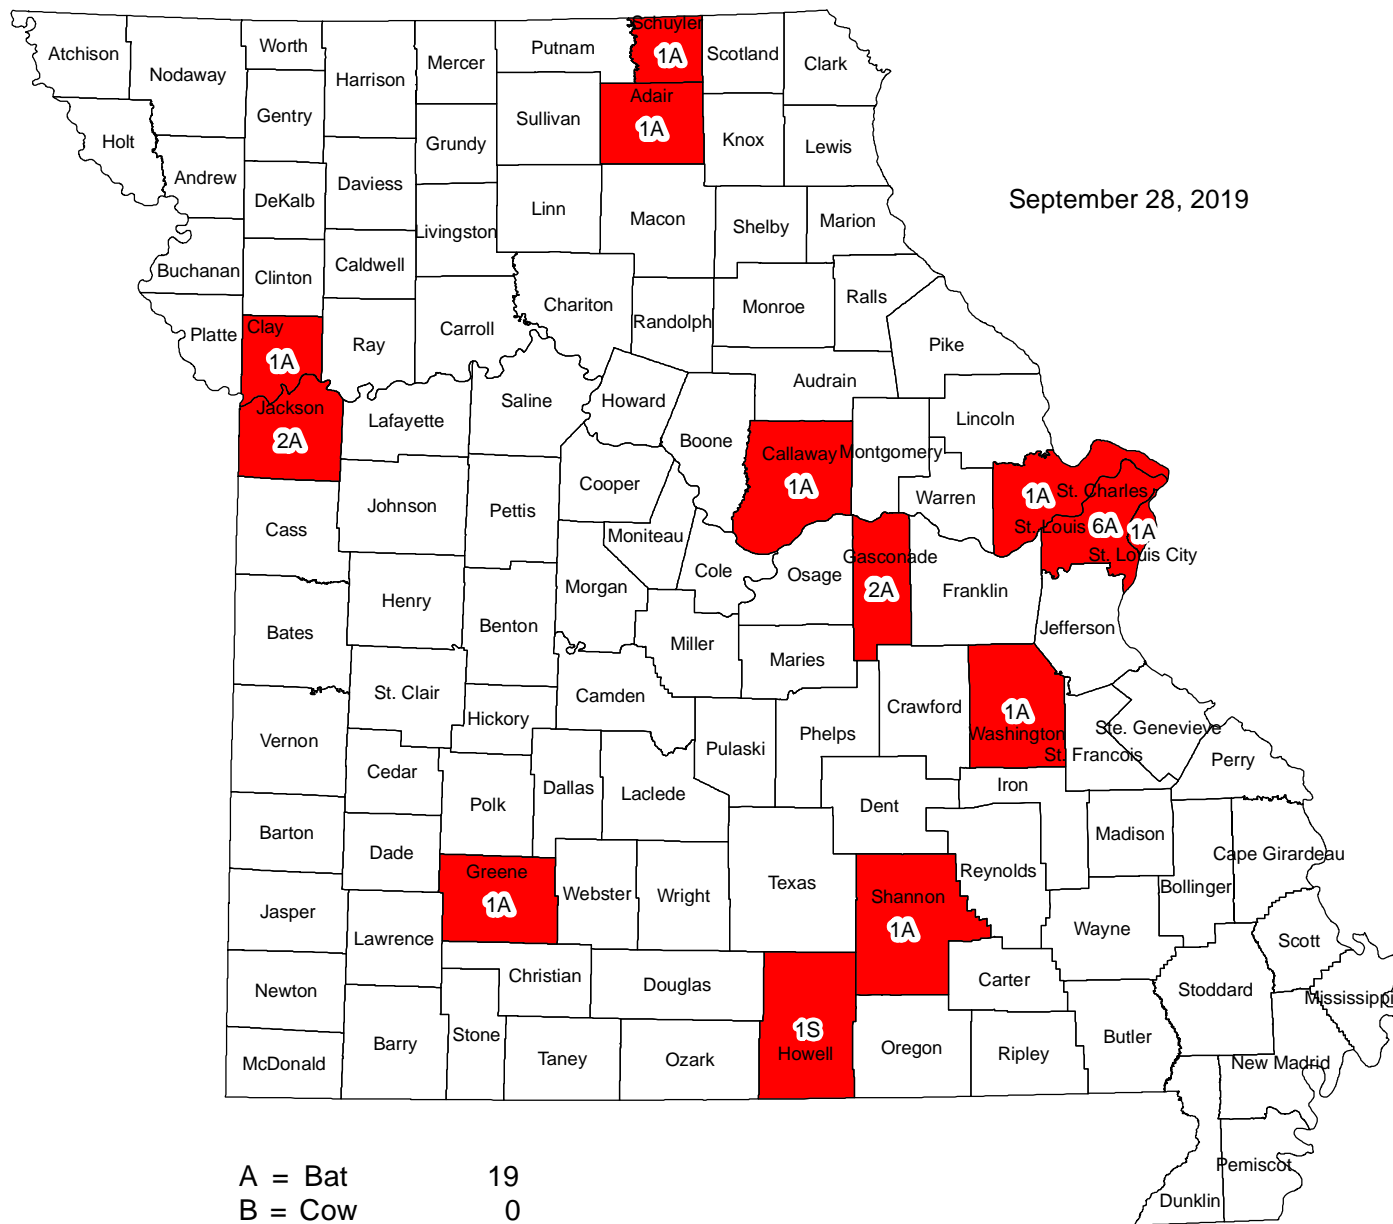 Schuyler
Atchison
Worth
Putnam
Scotland
Clark
Nodaway
Harrison
Mercer
1A
Gentry
Sullivan
Adair
1A
Holt
Grundy
Knox
Lewis
Andrew
Daviess
DeKalb
September 28, 2019
Linn
Macon
Shelby
Marion
Livingston
Buchanan
Clinton
Caldwell
Chariton
Randolph
Monroe
Ralls
Platte
Clay
1A
Ray
Carroll
Pike
Audrain
Jackson
2A
Lafayette
Saline
Howard
Boone
Lincoln
Callaway
1A
Montgomery
Cooper
Warren
1A
St. Charles
Johnson
Pettis
Cass
Moniteau
St. Louis
6A
1A
St. Louis City
Gasconade
2A
Cole
Osage
Morgan
Franklin
Henry
Benton
Bates
Miller
Jefferson
Maries
St. Clair
Camden
Crawford
1A
Washington
Hickory
Ste. Genevieve
Vernon
Pulaski
Phelps
St. Francois
Perry
Cedar
Polk
Dallas
Laclede
Dent
Iron
Barton
Dade
Madison
Cape Girardeau
Greene
1A
Webster
Wright
Texas
Reynolds
Bollinger
Shannon
1A
Jasper
Lawrence
Wayne
Scott
Christian
Douglas
Carter
Newton
Stoddard
Mississippi
1S
Howell
Barry
Stone
Taney
Ozark
Oregon
Ripley
Butler
McDonald
New Madrid
Pemiscot
Dunklin
A = Bat 19
B = Cow 0